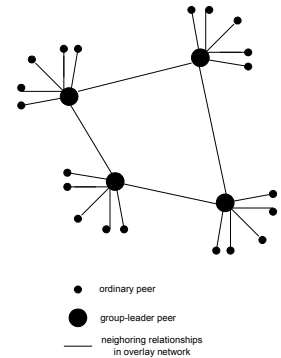 ordinary peer
group-leader peer
neighoring relationships
in overlay network